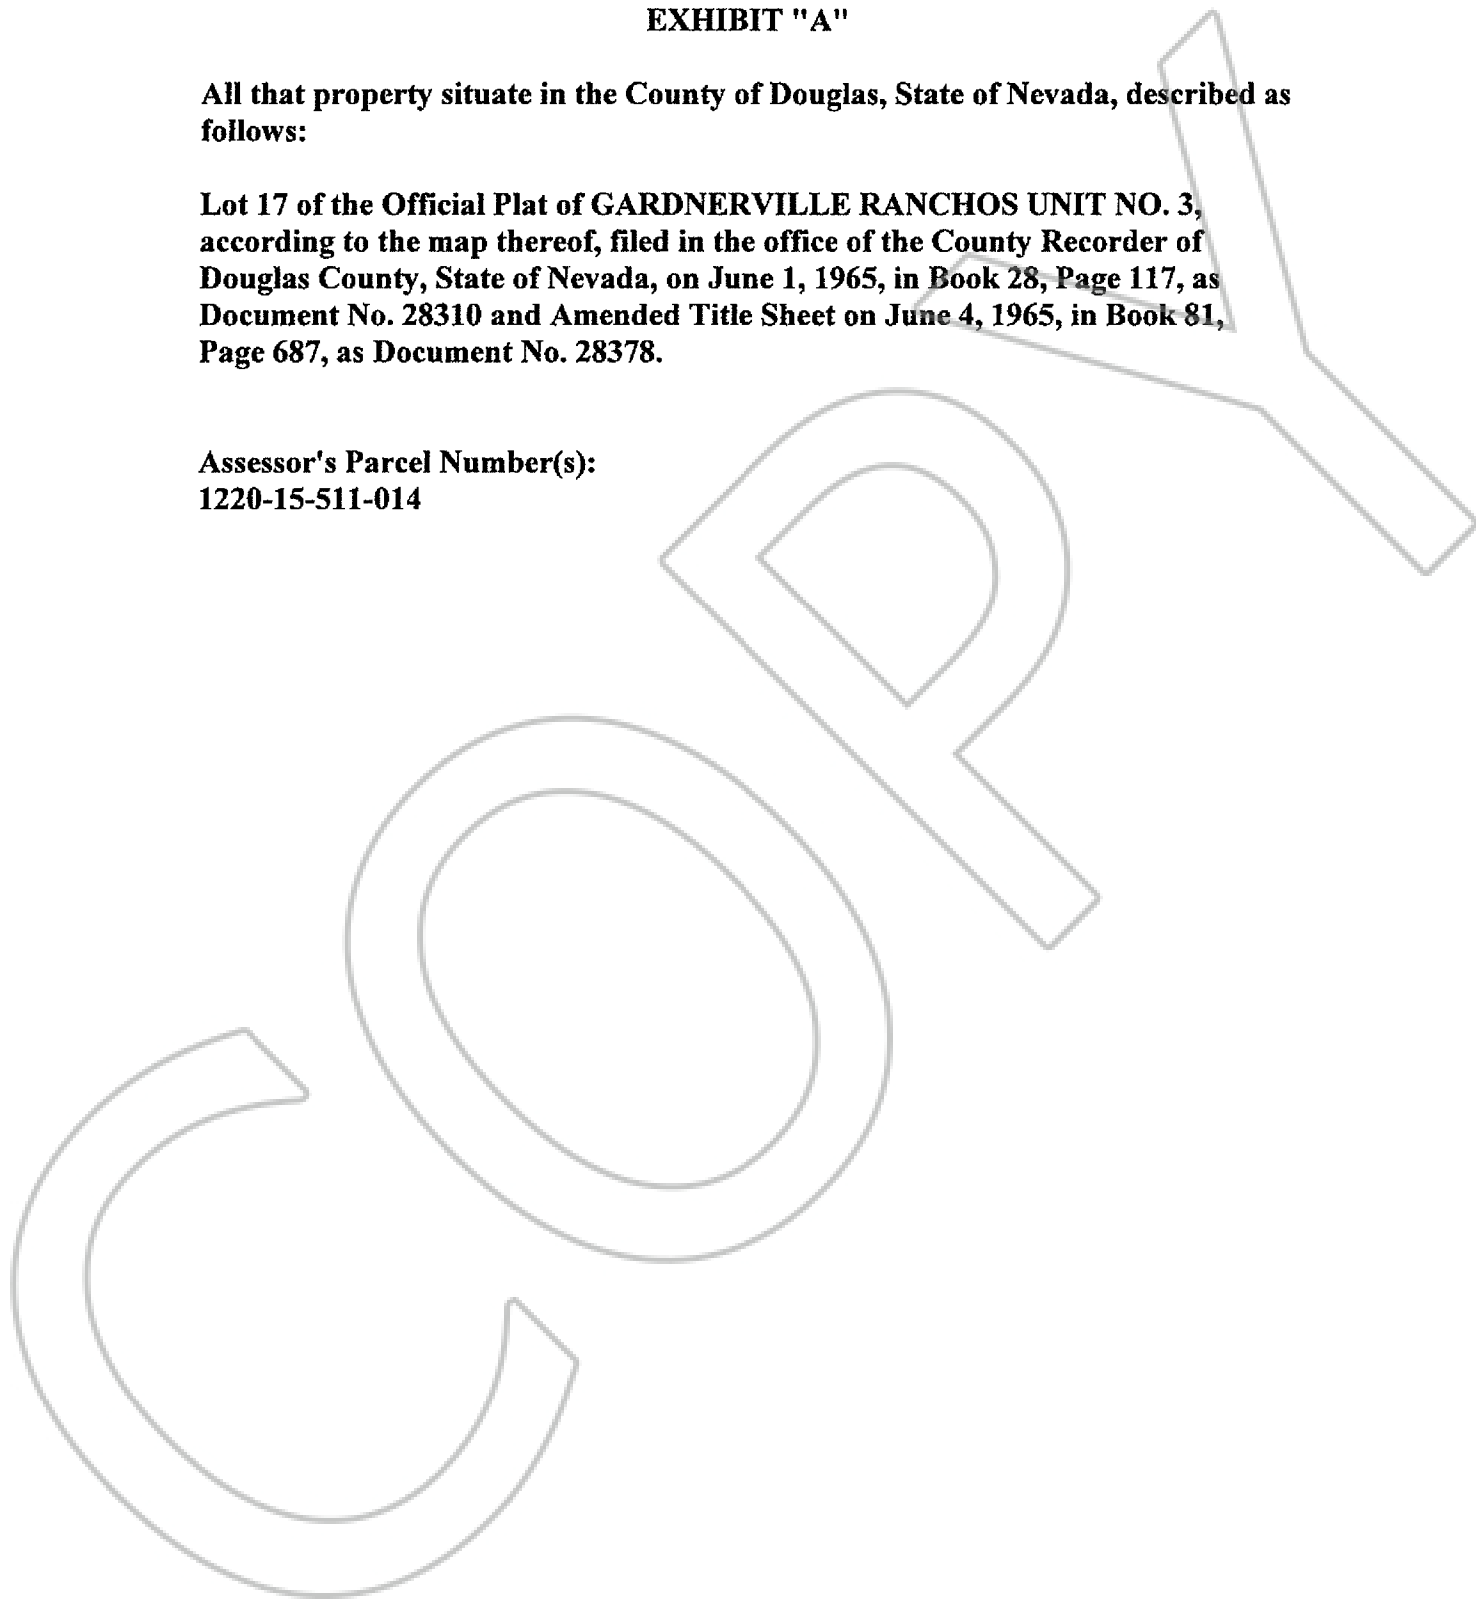 EXHIBIT "A"
All that property situate in the County of Douglas, State of Nevada, described as
follows:
Lot 17 of the Official Plat of GARDNERVILLE RANCHOS UNIT NO. 3,
according to the map thereof, filed in the office of the County Recorder of
Douglas County, State of Nevada, on June 1, 1965, in Book 28, Page 117, as
Document No. 28310 and Amended Title Sheet on June 4, 1965, in Book 81,
Page 687, as Document No. 28378.
Assessor's Parcel Number(s):
1220-15-511-014
COPY